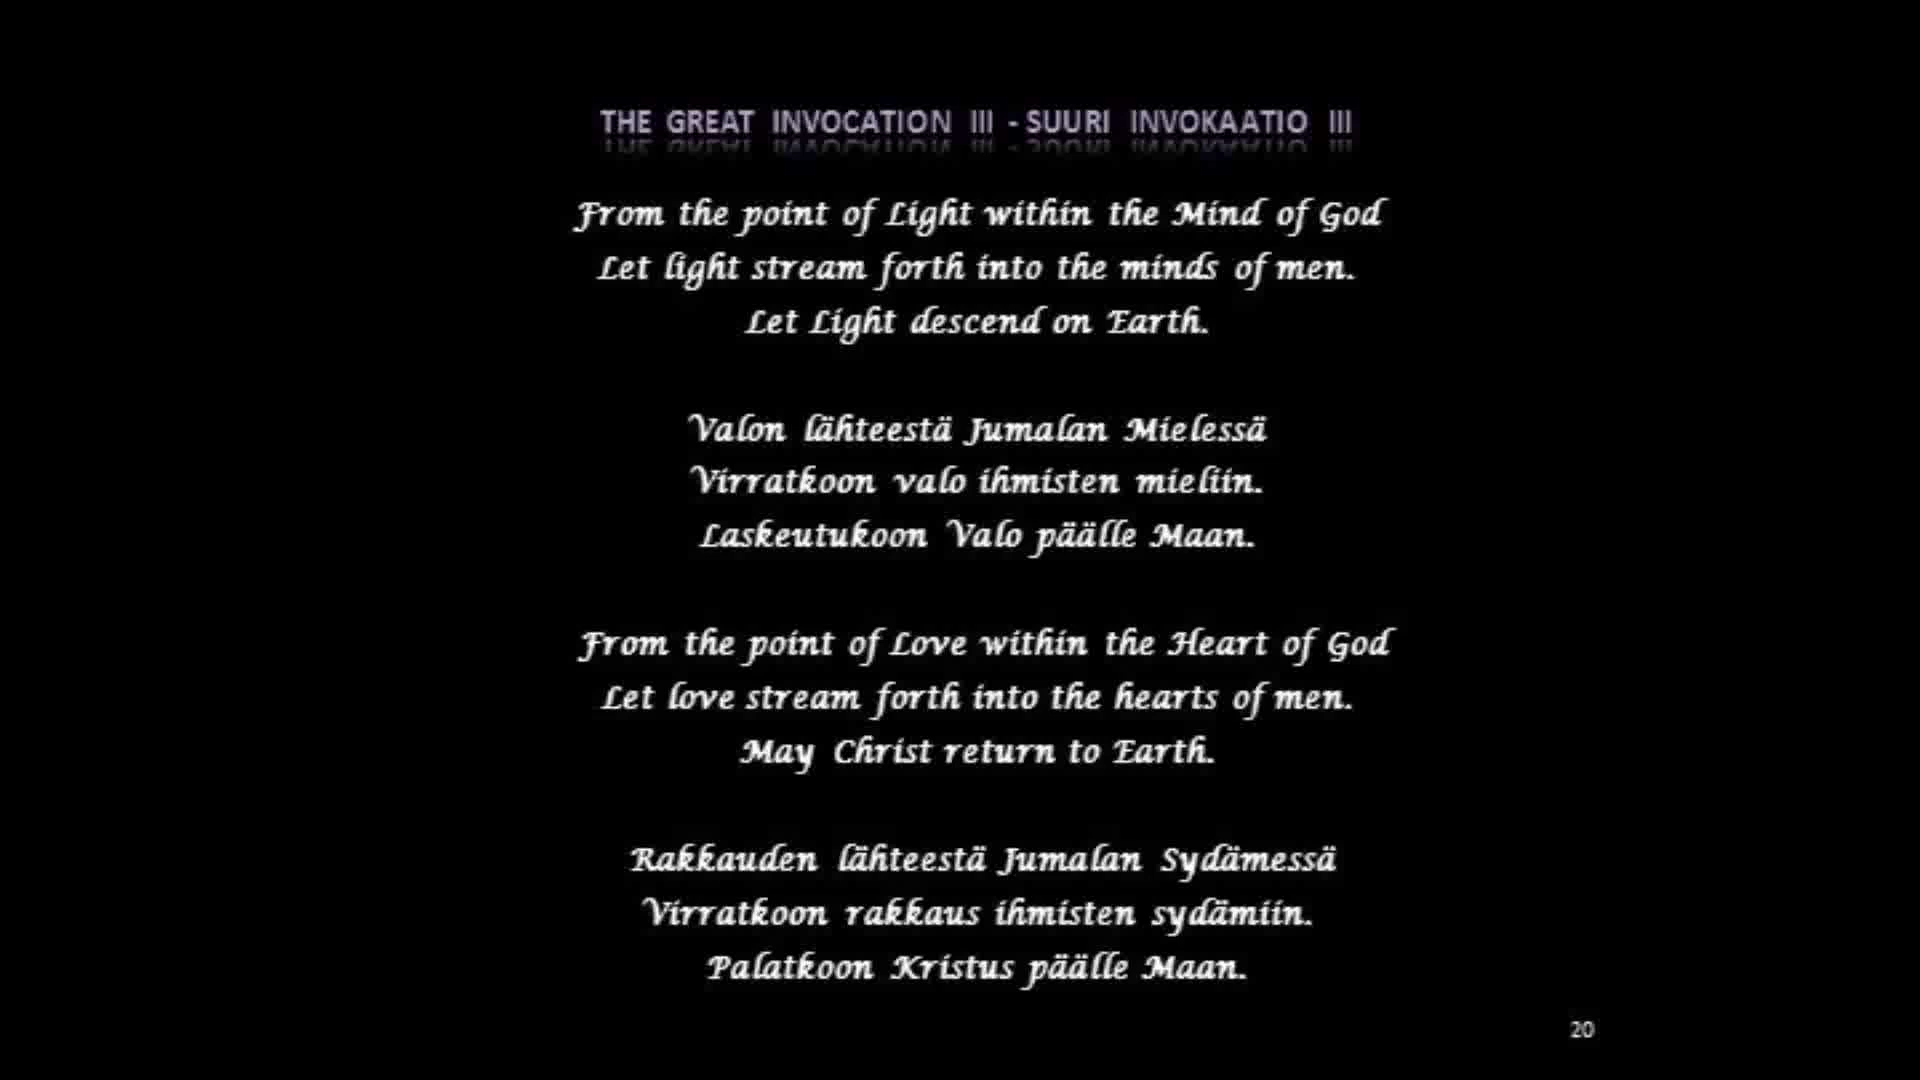 THE GREAT INVOCATION III - SUURI INVOKAATIO III
From the point of Light within the Mind of God
Let light stream forth into the minds of men.
Let Light descend on Earth.
Valon lähteestä Jumalan Mielessä
Virratkoon valo ihmisten mieliin.
Laskeutukoon Valo päälle Maan.
From the point of Love within the Heart of God
Let love stream forth into the hearts of men.
May Christ return to Earth.
Rakkauden lähteestä Jumalan Sydämessä
Virratkoon rakkaus ihmisten sydämiin.
Palatkoon Kristus päälle Maan.
20